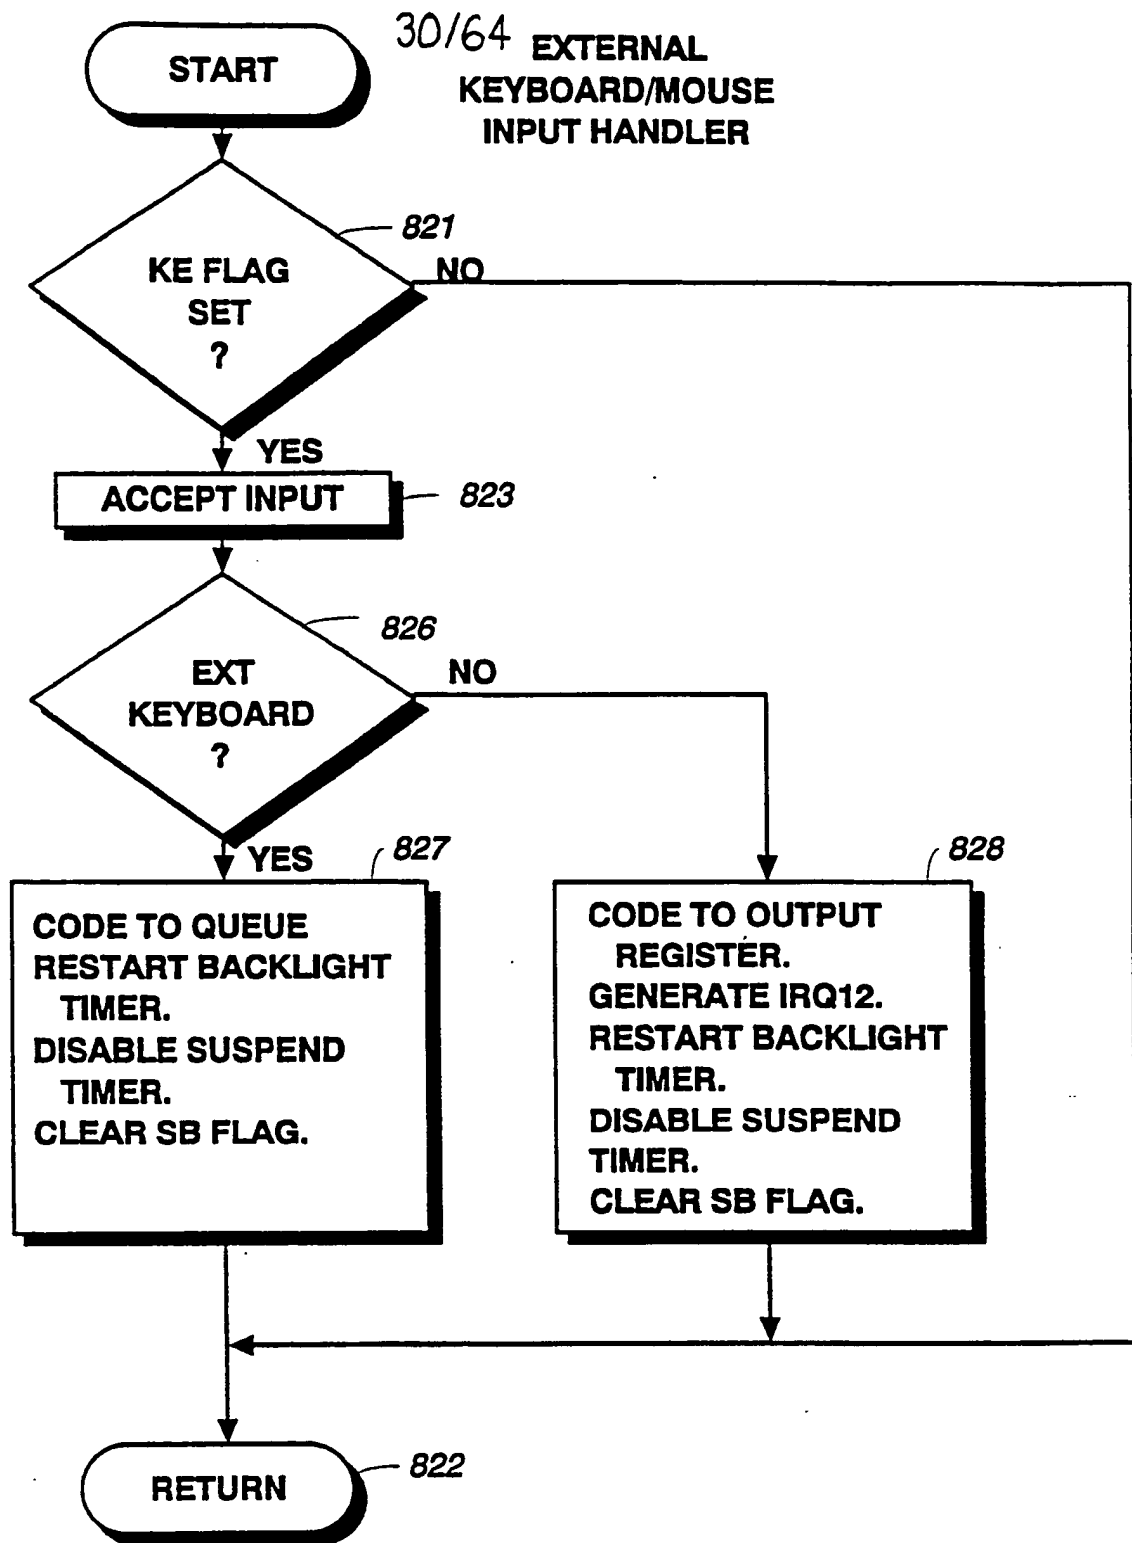 30/64
EXTERNAL
KEYBOARD/MOUSE
INPUT HANDLER
START
821
KE FLAG
SET
?
NO
YES
ACCEPT INPUT
823
826
EXT
KEYBOARD
?
NO
YES
827
CODE TO QUEUE
RESTART BACKLIGHT
TIMER.
DISABLE SUSPEND
TIMER.
CLEAR SB FLAG.
828
CODE TO OUTPUT
REGISTER.
GENERATE IRQ12.
RESTART BACKLIGHT
TIMER.
DISABLE SUSPEND
TIMER.
CLEAR SB FLAG.
RETURN
822